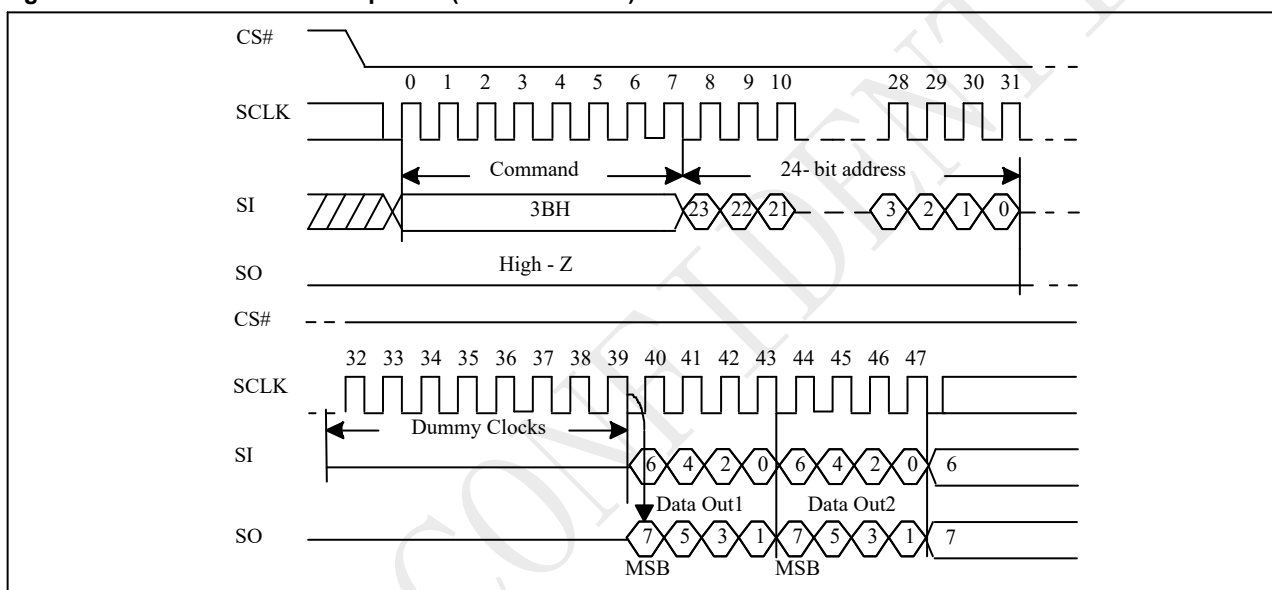 CS#
0 1 2 3 4 5 6 7 8 9 10 28 29 30 31
SCLK
Command 24- bit address
SI 3BH 23 22 21 3 2 1 0
SO High - Z
CS#
32 33 34 35 36 37 38 39 40 41 42 43 44 45 46 47
SCLK
Dummy Clocks
SI 6 4 2 0 6 4 2 0 6
Data Out1 Data Out2
SO 7 5 3 1 7 5 3 1 7
MSB MSB